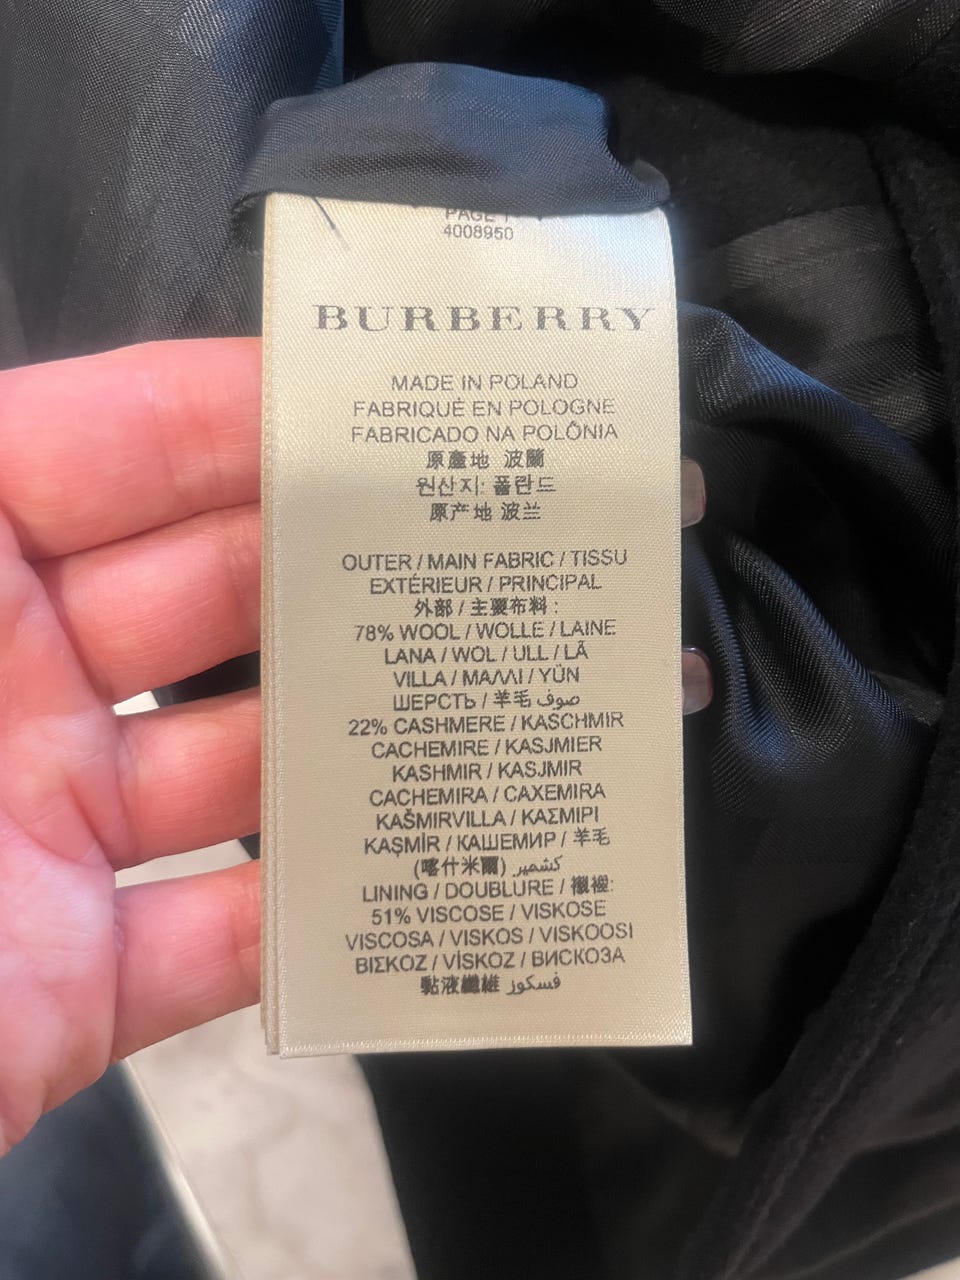 PAGE 1
4008950
BURBERRY
MADE IN POLAND
FABRIQUÉ EN POLOGNE
FABRICADO NA POLÔNIA
原產地 波蘭
원산지: 폴란드
原产地 波兰
OUTER / MAIN FABRIC / TISSU
EXTÉRIEUR / PRINCIPAL
外部 / 主要布料 :
78% WOOL / WOLLE / LAINE
LANA / WOL / ULL / LÃ
VILLA / ΜΑΛΛΙ / YÜN
ШЕРСТЬ / 羊毛 صوف
22% CASHMERE / KASCHMIR
CACHEMIRE / KASJMIER
KASHMIR / KASJMIR
CACHEMIRA / CAXEMIRA
KAŠMIRVILLA / ΚΑΣΜΙΡΙ
KAŞMİR / КАШЕМИР / 羊毛
(喀什米爾) كشمير
LINING / DOUBLURE / 襯裡:
51% VISCOSE / VISKOSE
VISCOSA / VISKOS / VISKOOSI
ΒΙΣΚΟΖ / VİSKOZ / ВИСКОЗА
黏液纖維 فسكوز